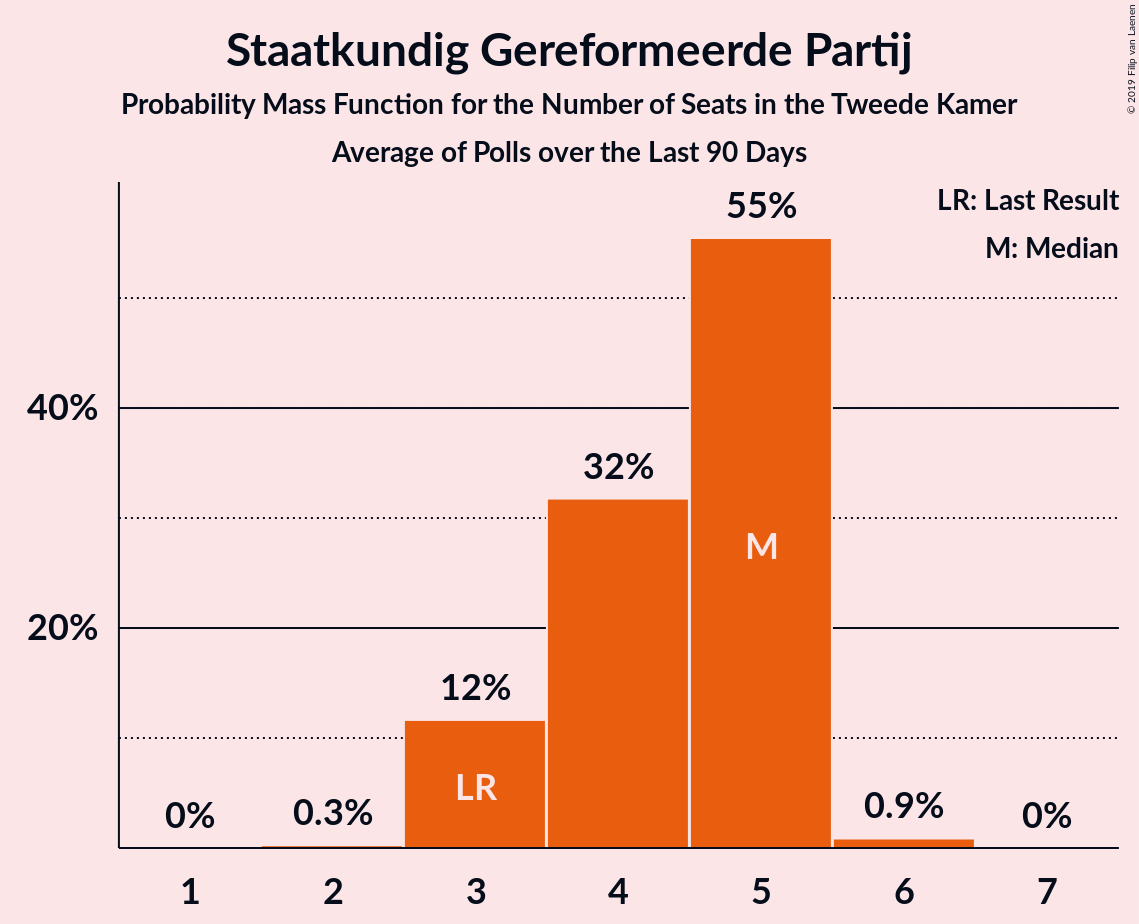 Staatkundig Gereformeerde Partij
Probability Mass Function for the Number of Seats in the Tweede Kamer
Average of Polls over the Last 90 Days
© 2019 Filip van Laenen
LR: Last Result
M: Median
55%
40%
32%
M
20%
12%
LR
0%
0.3%
0.9%
0%
1 2 3 4 5 6 7